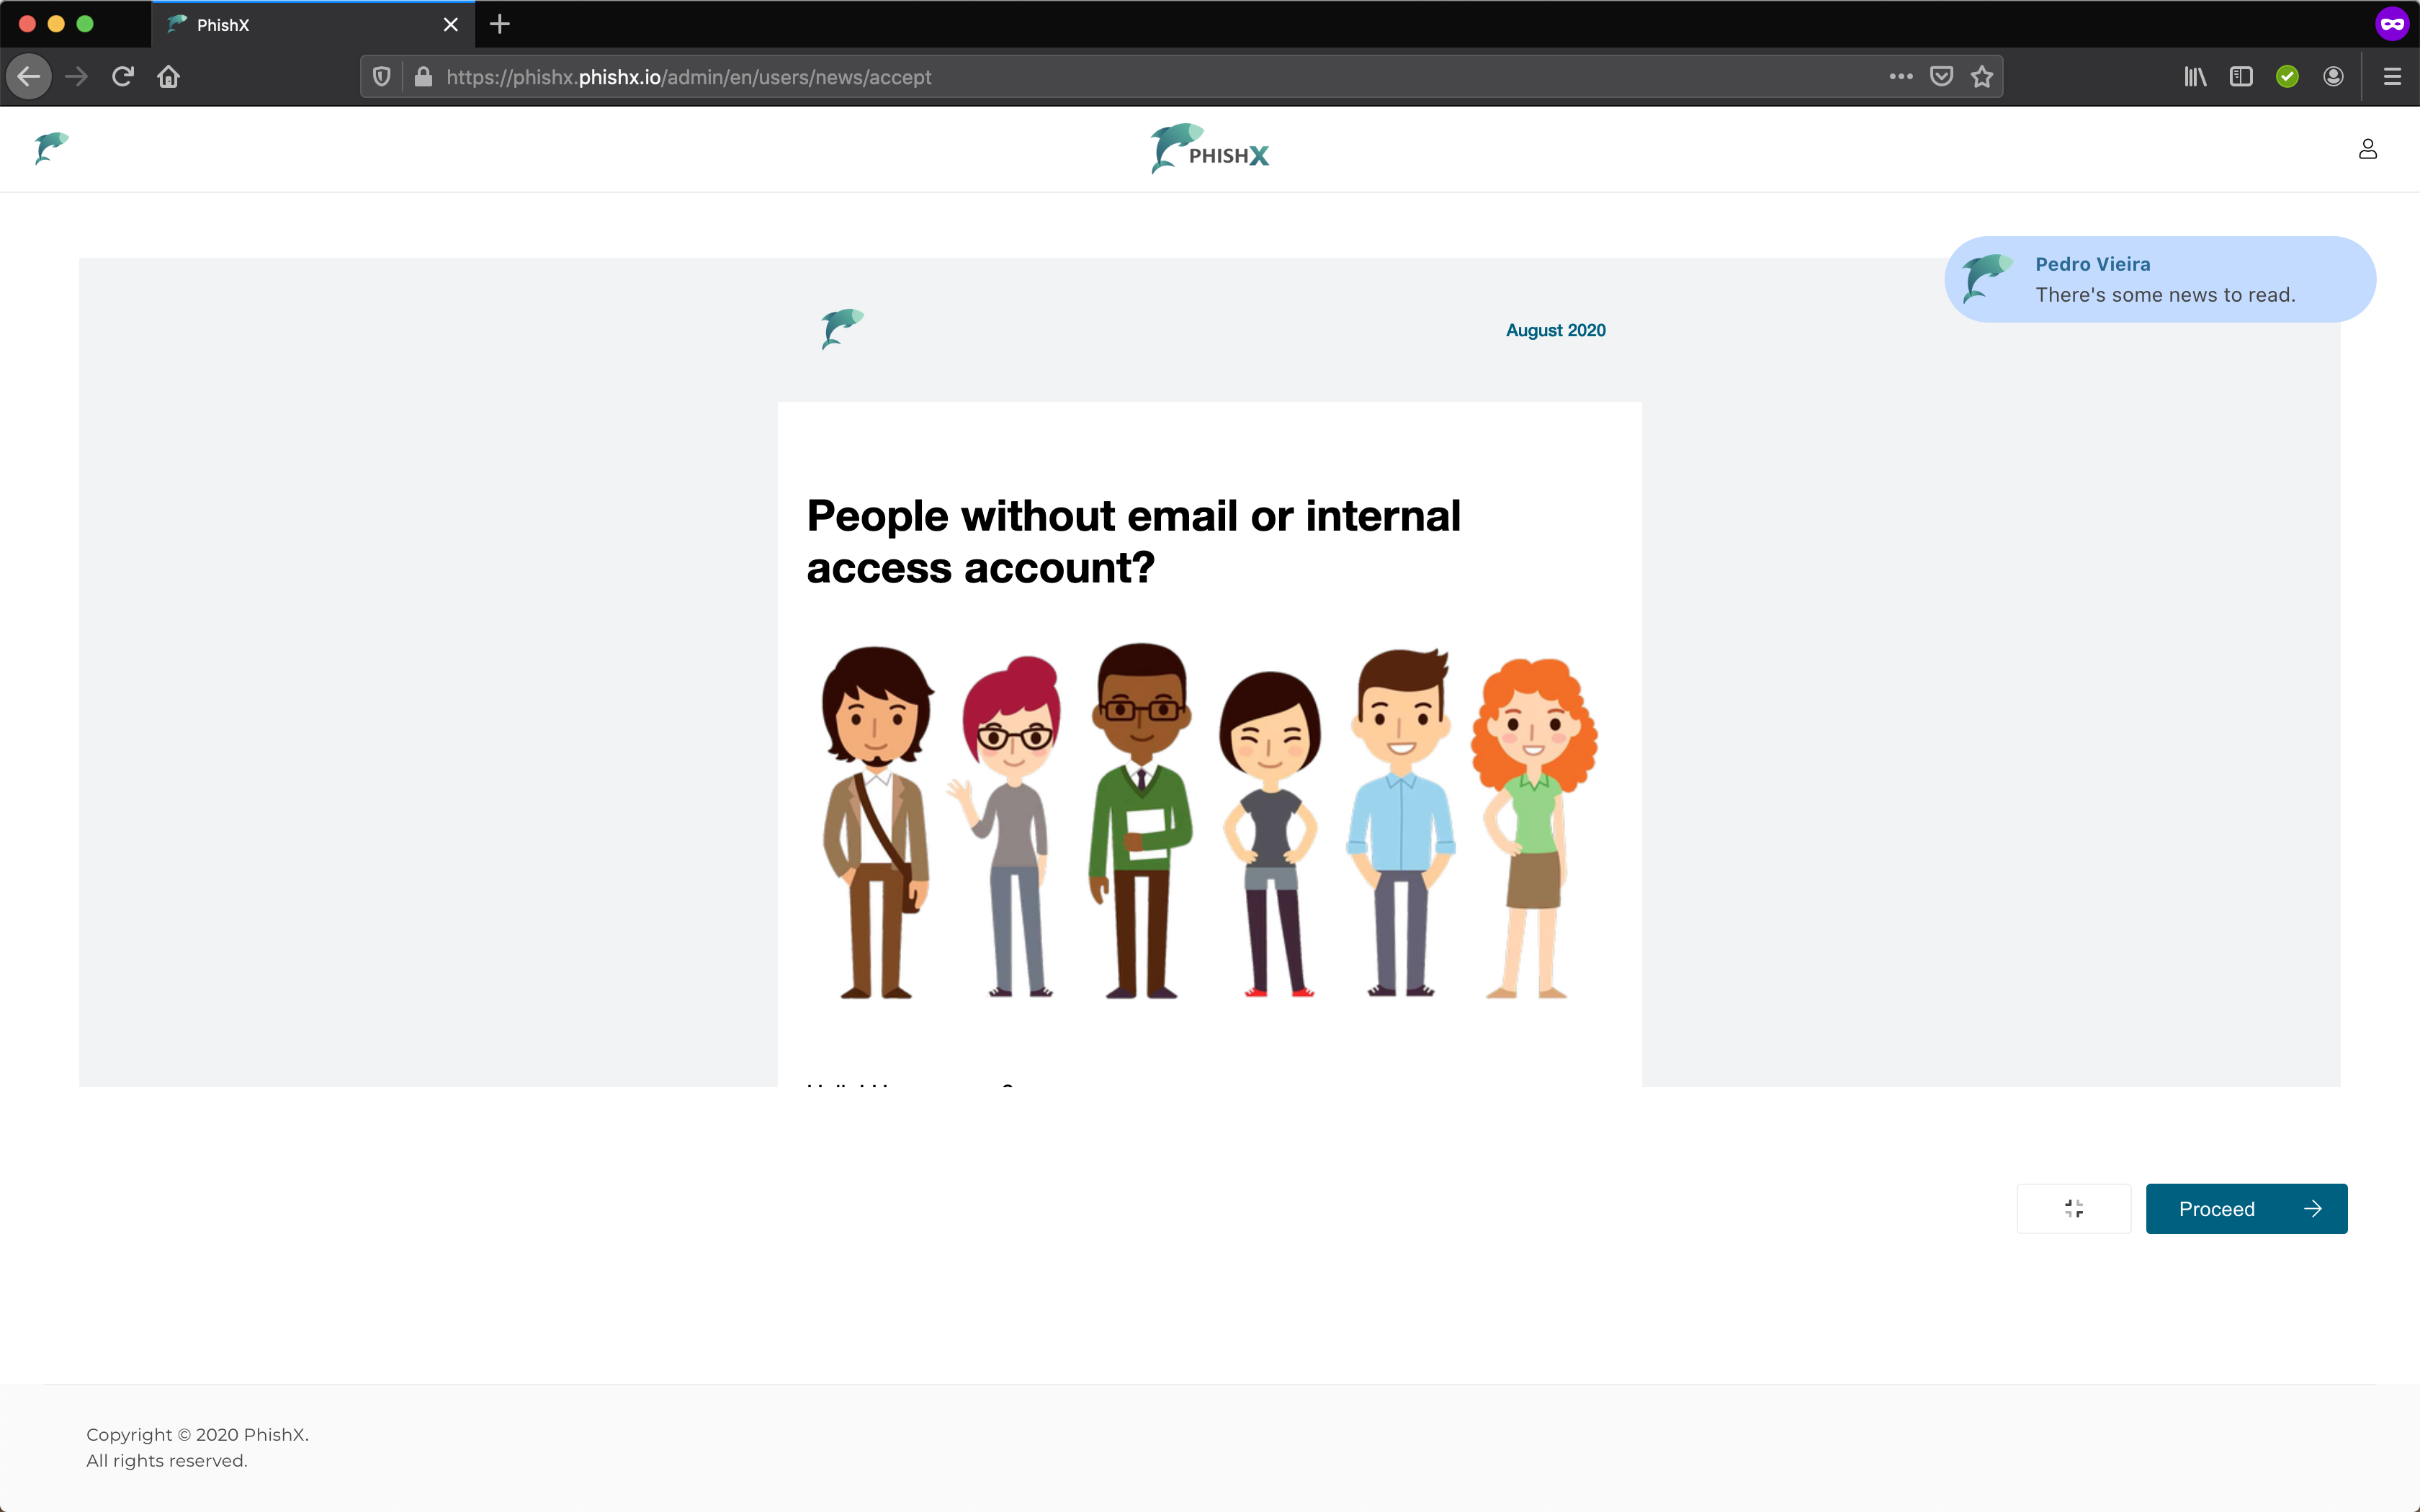 PhishX
https://phishx.phishx.io/admin/en/users/news/accept
PHISHX
Pedro Vieira
There's some news to read.
August 2020
People without email or internal
access account?
Proceed
Copyright © 2020 PhishX.
All rights reserved.